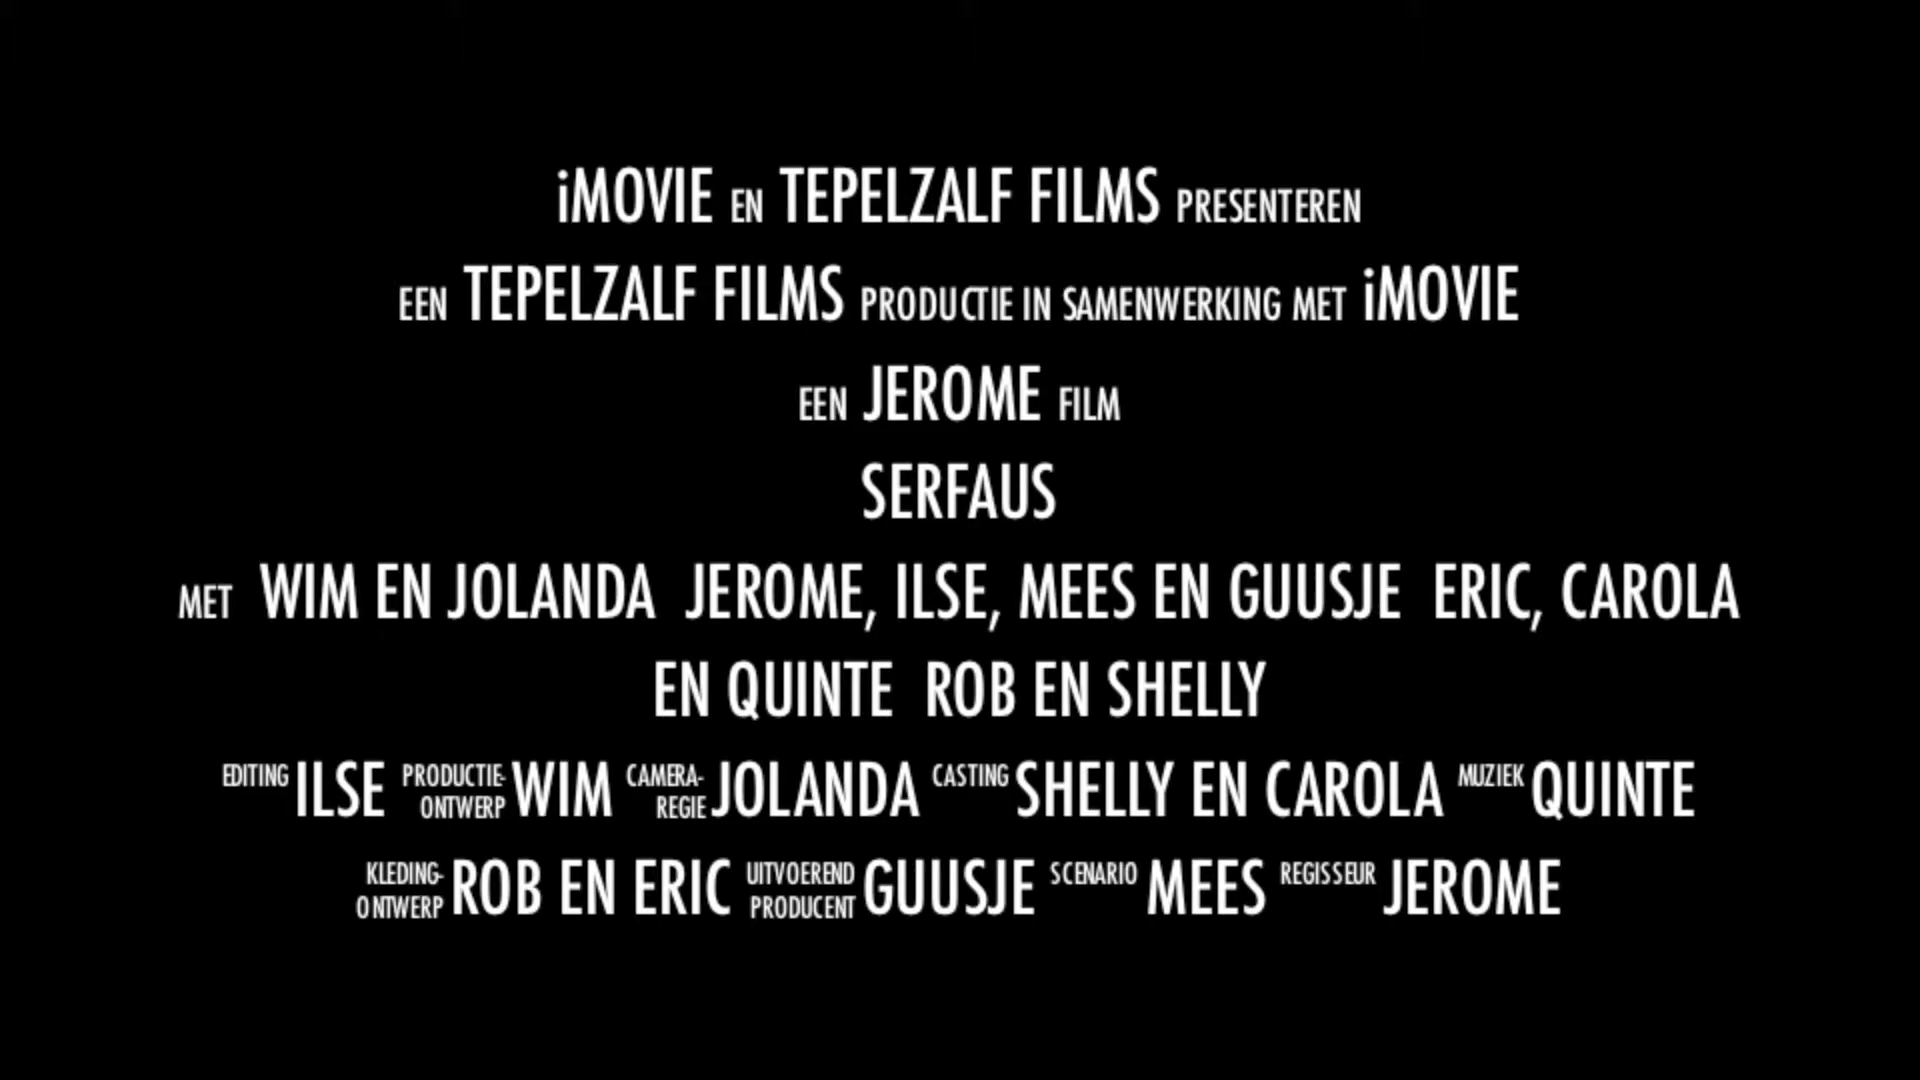 iMOVIE EN TEPELZALF FILMS PRESENTEREN
EEN TEPELZALF FILMS PRODUCTIE IN SAMENWERKING MET iMOVIE
EEN JEROME FILM
SERFAUS
MET WIM EN JOLANDA JEROME, ILSE, MEES EN GUUSJE ERIC, CAROLA
EN QUINTE ROB EN SHELLY
EDITING ILSE PRODUCTIE-ONTWERP WIM CAMERA-REGIE JOLANDA CASTING SHELLY EN CAROLA MUZIEK QUINTE
KLEDING-ONTWERP ROB EN ERIC UITVOEREND PRODUCENT GUUSJE SCENARIO MEES REGISSEUR JEROME